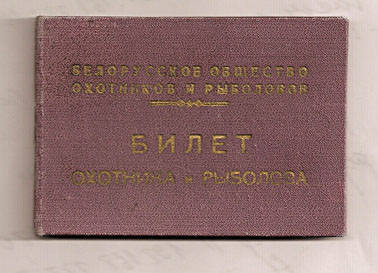 БЕЛОРУССКОЕ ОБЩЕСТВО
ОХОТНИКОВ И РЫБОЛОВОВ
БИЛЕТ
ОХОТНИКА и РЫБОЛОВА